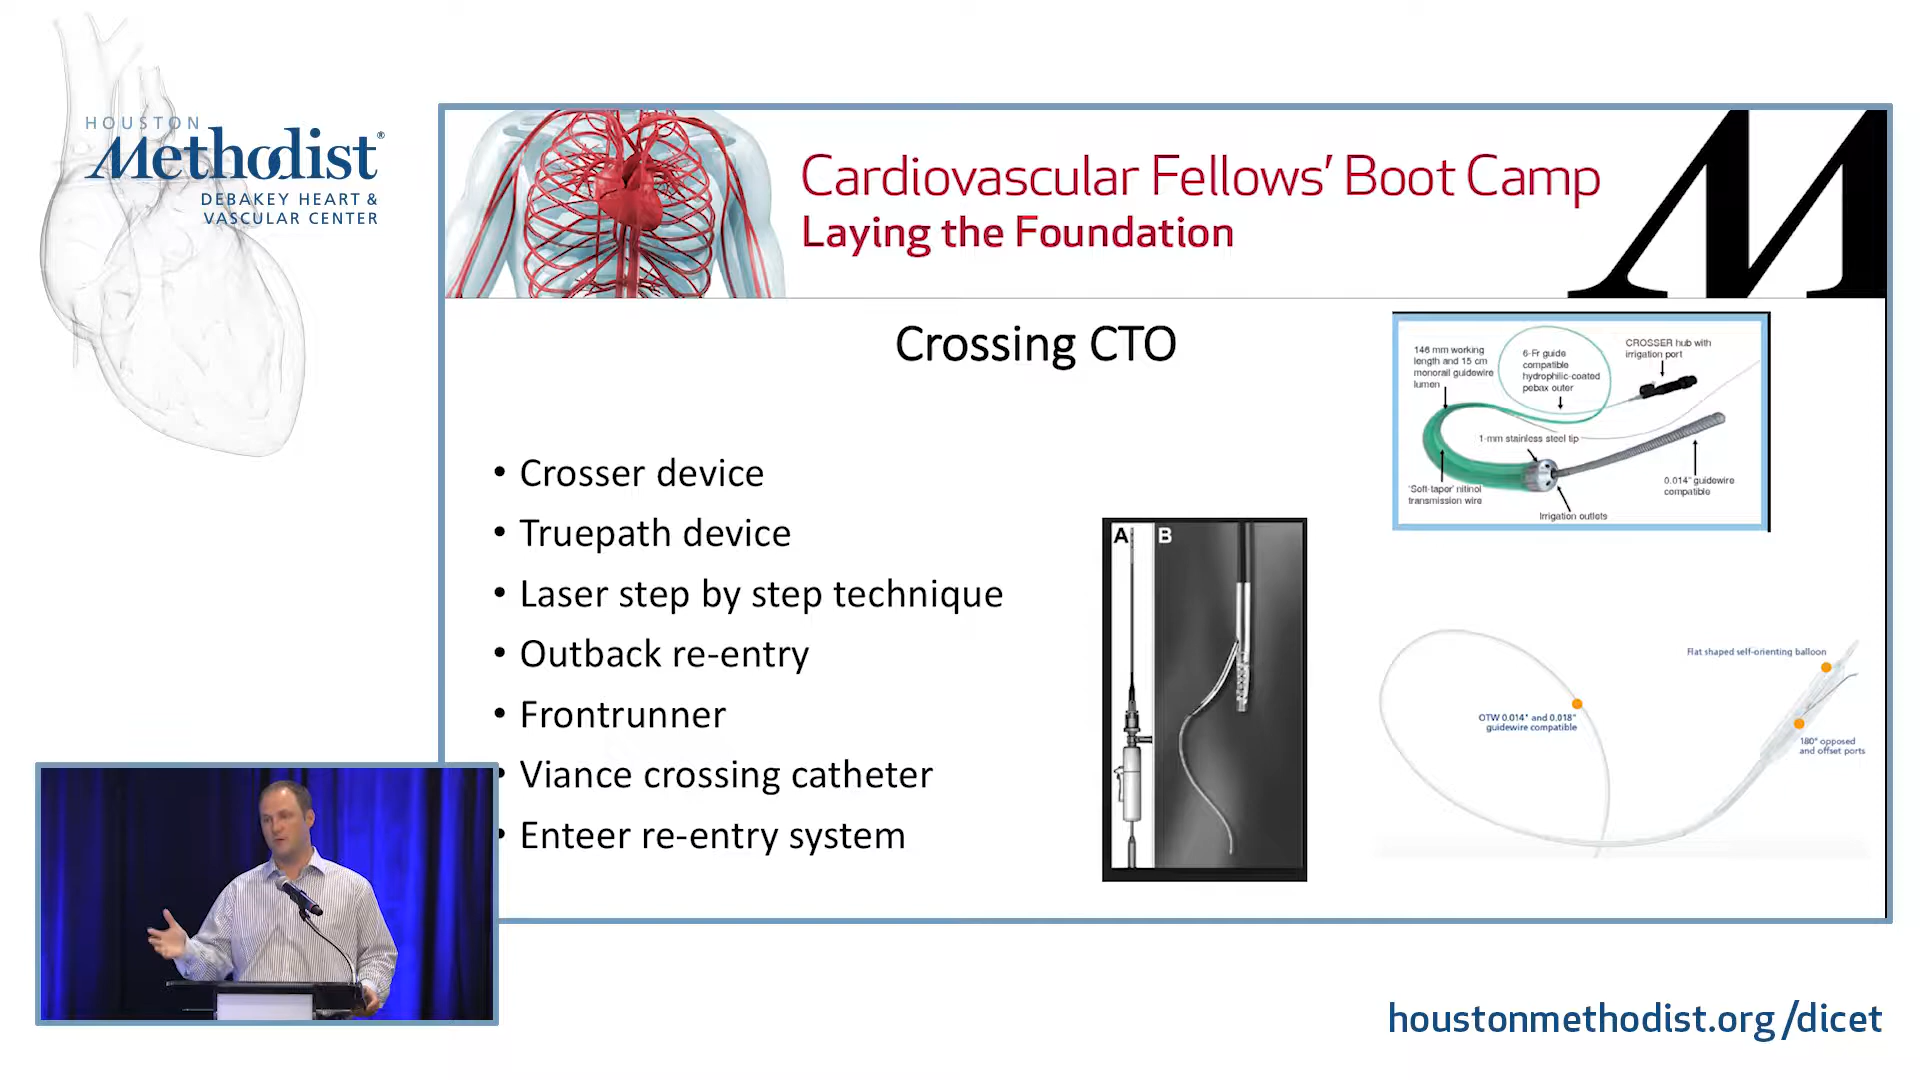 HOUSTON
Methodist®
DEBAKEY HEART &
VASCULAR CENTER
Cardiovascular Fellows’ Boot Camp
Laying the Foundation
M
Crossing CTO
• Crosser device
• Truepath device
• Laser step by step technique
• Outback re-entry
• Frontrunner
• Viance crossing catheter
• Enteer re-entry system
A
B
146 mm working
length and 15 cm
monorail guidewire
lumen
6-Fr guide
compatible
hydrophilic-coated
pebax outer
CROSSER hub with
irrigation port
1-mm stainless steel tip
'Soft-taper' nitinol
transmission wire
Irrigation outlets
0.014" guidewire
compatible
Flat shaped self-orienting balloon
OTW 0.014" and 0.018"
guidewire compatible
180° opposed
and offset ports
houstonmethodist.org/dicet